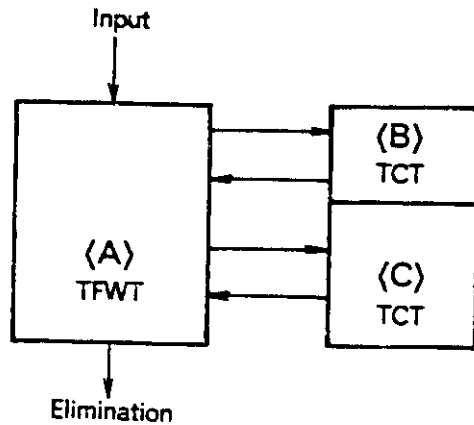 Input
⟨B⟩
TCT
⟨A⟩
TFWT
⟨C⟩
TCT
Elimination